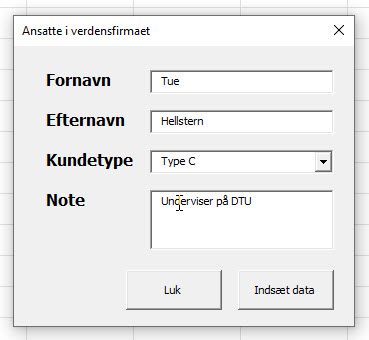 Ansatte i verdensfirmaet
Fornavn Tue
Efternavn Hellstern
Kundetype Type C
Note Underviser på DTU
Luk Indsæt data